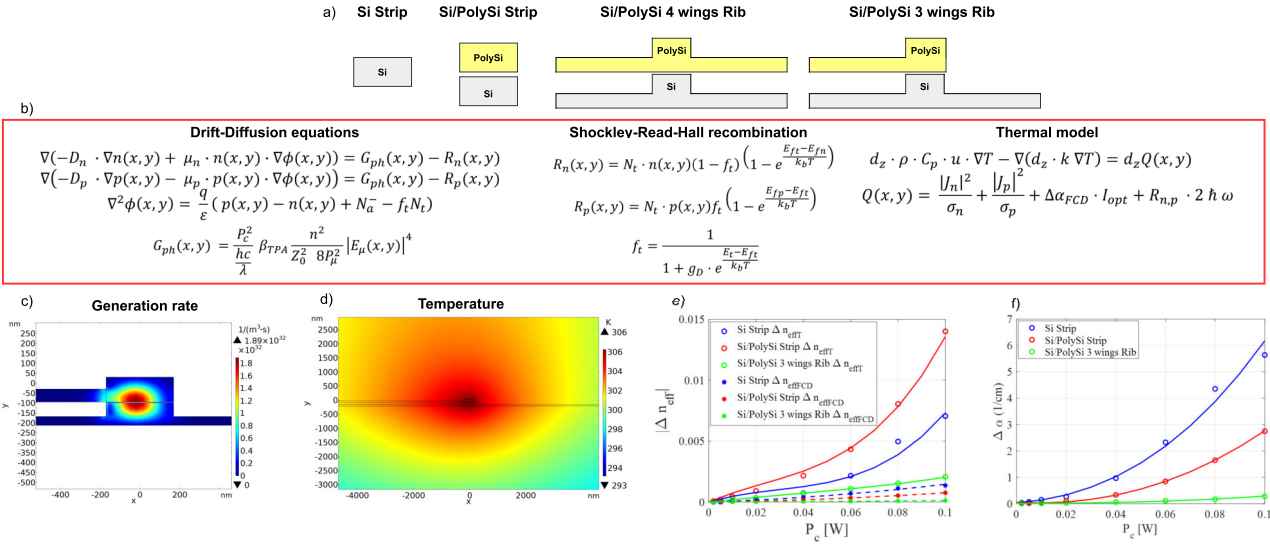 a) Si Strip Si/PolySi Strip Si/PolySi 4 wings Rib Si/PolySi 3 wings Rib
PolySi PolySi PolySi
Si Si Si Si
b)
Drift-Diffusion equations
∇(−Dₙ · ∇n(x, y) + μₙ · n(x, y) · ∇ϕ(x, y)) = G_ph(x, y) − Rₙ(x, y)
∇(−D_p · ∇p(x, y) − μ_p · p(x, y) · ∇ϕ(x, y)) = G_ph(x, y) − R_p(x, y)
∇²ϕ(x, y) = q/ε ( p(x, y) − n(x, y) + N_a^− − f_t N_t)
G_ph(x, y) = P_c²/(hc/λ) β_TPA n²/(Z_0² 8P_μ²) |E_μ(x, y)|⁴
Shockley-Read-Hall recombination
Rₙ(x, y) = N_t · n(x, y)(1 − f_t) (1 − e^((E_ft−E_fn)/(k_bT)))
R_p(x, y) = N_t · p(x, y)f_t (1 − e^((E_fp−E_ft)/(k_bT)))
f_t = 1/(1 + g_D · e^((E_t−E_ft)/(k_bT)))
Thermal model
d_z · ρ · C_p · u · ∇T − ∇(d_z · k ∇T) = d_zQ(x, y)
Q(x, y) = |J_n|²/σ_n + |J_p|²/σ_p + Δα_FCD · I_opt + R_n,p · 2 ħ ω
c) Generation rate
nm
300
250
200
150
100
50
0
-50
-100
-150
-200
-250
-300
-350
-400
-450
-500
y
-400 -200 0 200 nm
x
1/(m³·s)
▲ 1.89×10³²
×10³²
1.8
1.6
1.4
1.2
1
0.8
0.6
0.4
0.2
0
▼ 0
d) Temperature
nm
2500
2000
1500
1000
500
0
-500
-1000
-1500
-2000
-2500
-3000
y
-4000 -2000 0 2000 nm
x
K
▲ 306
306
304
302
300
298
296
294
▼ 293
e)
Si Strip Δ n_effT
Si/PolySi Strip Δ n_effT
Si/PolySi 3 wings Rib Δ n_effT
Si Strip Δ n_effFCD
Si/PolySi Strip Δ n_effFCD
Si/PolySi 3 wings Rib Δ n_effFCD
|Δ n_eff|
0.015
0.01
0.005
0
0 0.02 0.04 0.06 0.08 0.1
P_c [W]
f)
Si Strip
Si/PolySi Strip
Si/PolySi 3 wings Rib
Δ α (1/cm)
7
6
5
4
3
2
1
0
0 0.02 0.04 0.06 0.08 0.1
P_c [W]